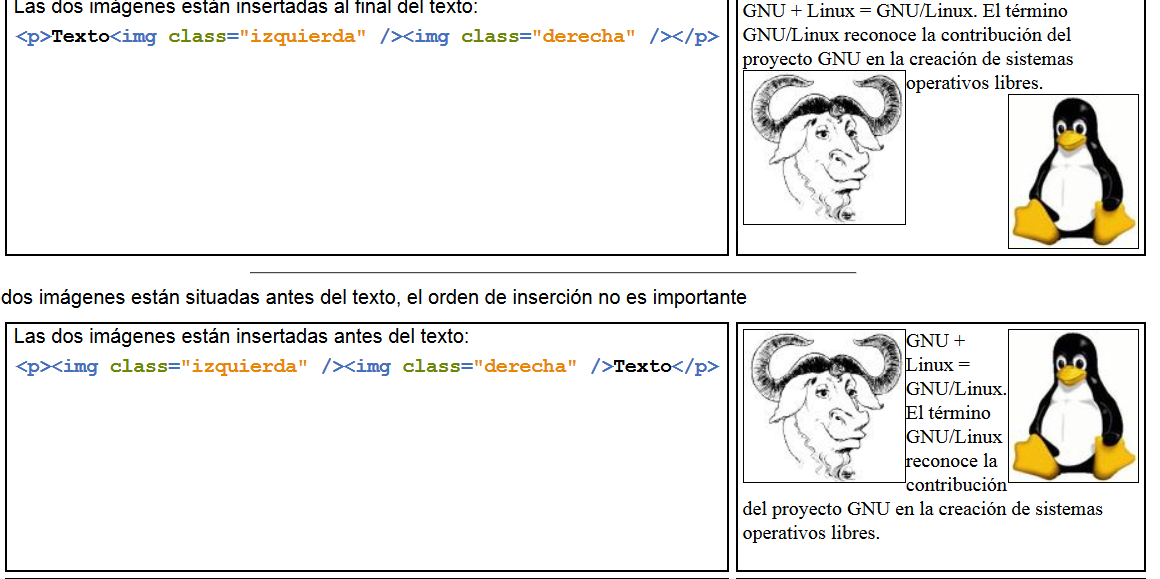 Las dos imágenes están insertadas al final del texto:
<p>Texto<img class="izquierda" /><img class="derecha" /></p>
GNU + Linux = GNU/Linux. El término
GNU/Linux reconoce la contribución del
proyecto GNU en la creación de sistemas
operativos libres.
dos imágenes están situadas antes del texto, el orden de inserción no es importante
Las dos imágenes están insertadas antes del texto:
<p><img class="izquierda" /><img class="derecha" />Texto</p>
GNU +
Linux =
GNU/Linux.
El término
GNU/Linux
reconoce la
contribución
del proyecto GNU en la creación de sistemas
operativos libres.